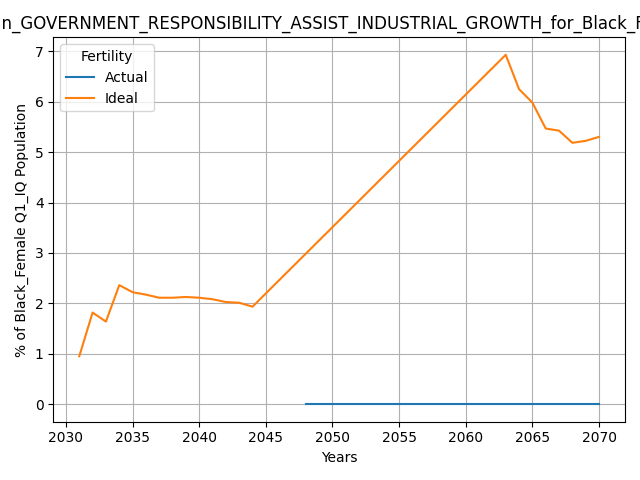 n_GOVERNMENT_RESPONSIBILITY_ASSIST_INDUSTRIAL_GROWTH_for_Black_F
Fertility
Actual
Ideal
% of Black_Female Q1_IQ Population
7
6
5
4
3
2
1
0
2030 2035 2040 2045 2050 2055 2060 2065 2070
Years